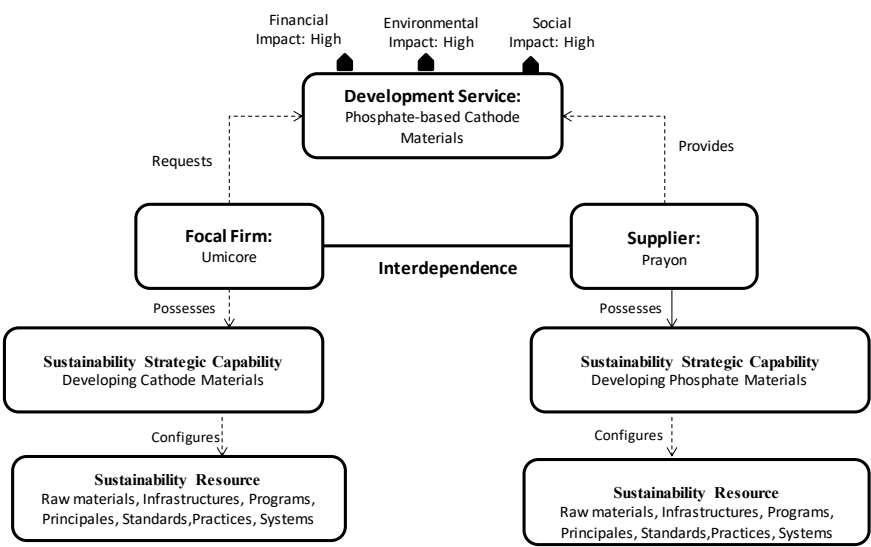 Financial
Impact: High
Environmental
Impact: High
Social
Impact: High
Development Service:
Phosphate-based Cathode
Materials
Requests
Provides
Focal Firm:
Umicore
Interdependence
Supplier:
Prayon
Possesses
Possesses
Sustainability Strategic Capability
Developing Cathode Materials
Sustainability Strategic Capability
Developing Phosphate Materials
Configures
Configures
Sustainability Resource
Raw materials, Infrastructures, Programs,
Principales, Standards,Practices, Systems
Sustainability Resource
Raw materials, Infrastructures, Programs,
Principales, Standards,Practices, Systems